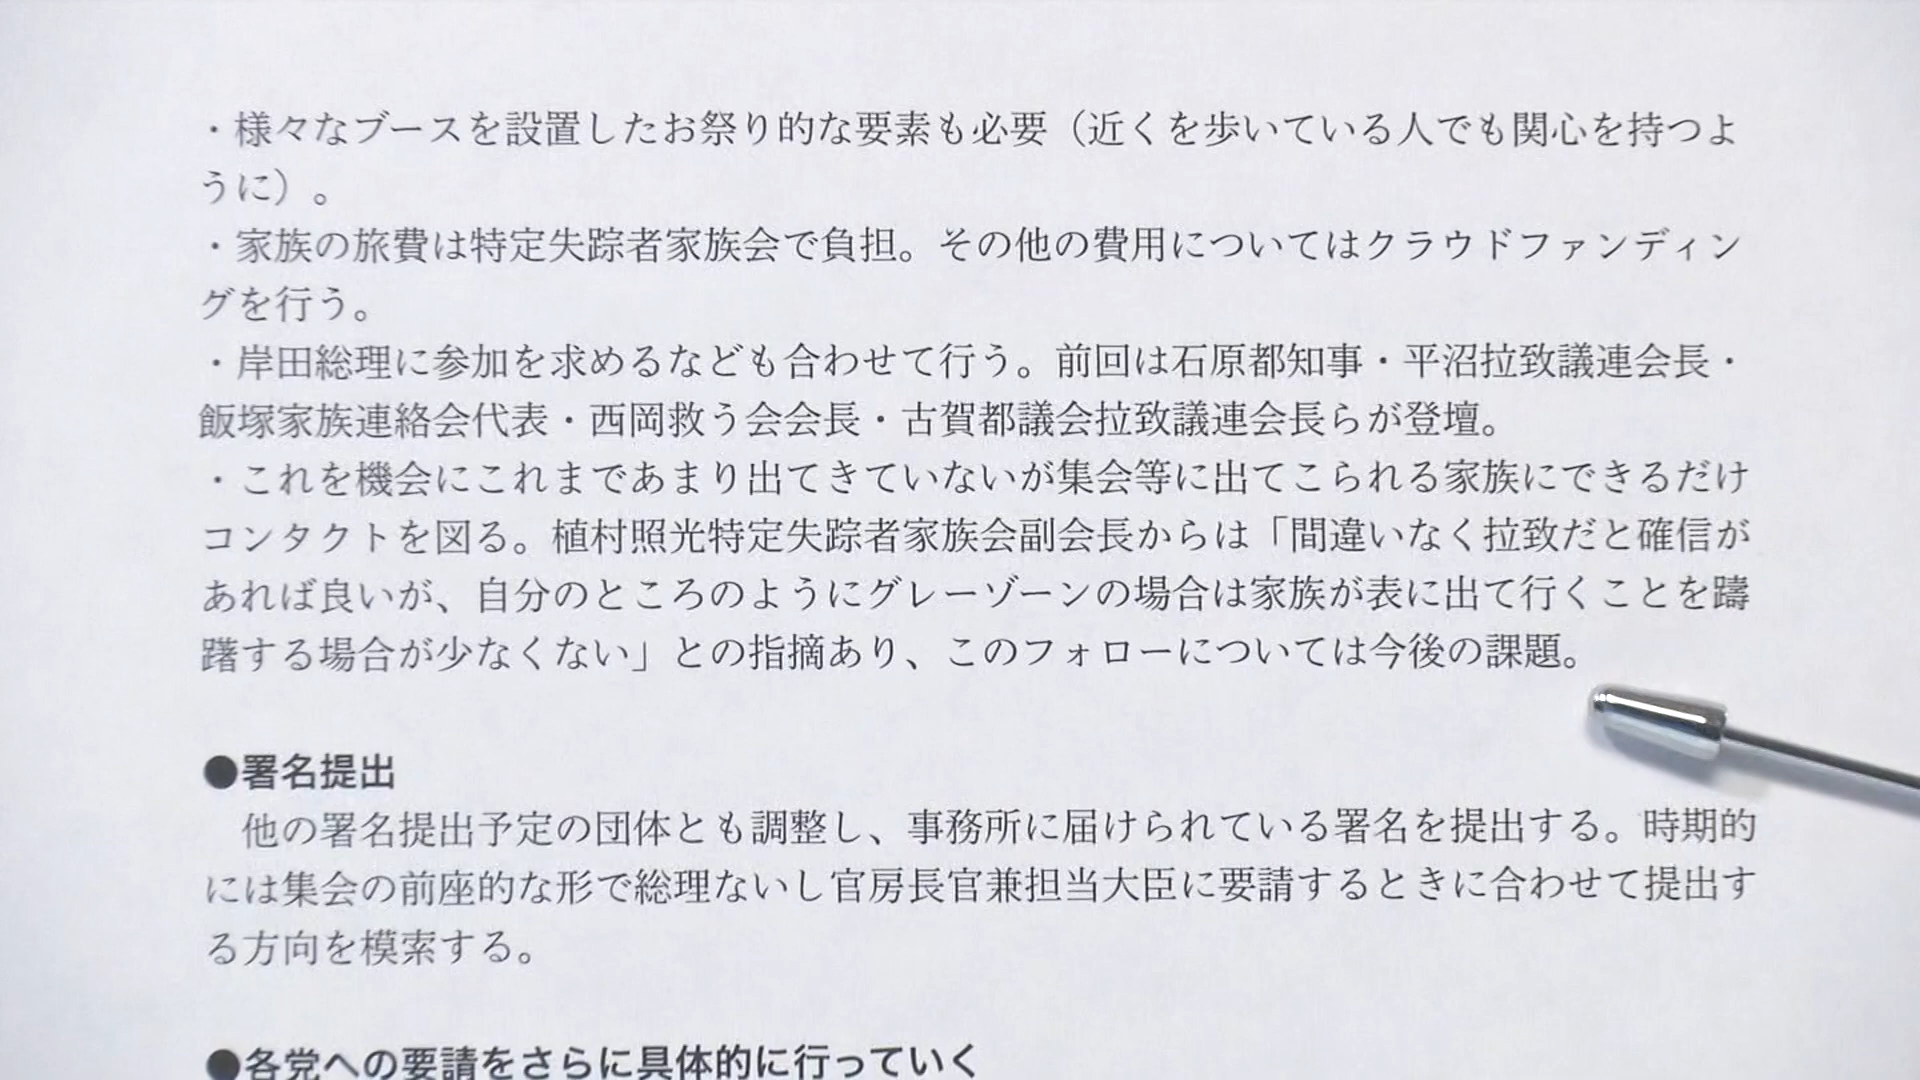 ・様々なブースを設置したお祭り的な要素も必要（近くを歩いている人でも関心を持つよ
うに）。
・家族の旅費は特定失踪者家族会で負担。その他の費用についてはクラウドファンディン
グを行う。
・岸田総理に参加を求めるなども合わせて行う。前回は石原都知事・平沼拉致議連会長・
飯塚家族連絡会代表・西岡救う会会長・古賀都議会拉致議連会長らが登壇。
・これを機会にこれまであまり出てきていないが集会等に出てこられる家族にできるだけ
コンタクトを図る。植村照光特定失踪者家族会副会長からは「間違いなく拉致だと確信が
あれば良いが、自分のところのようにグレーゾーンの場合は家族が表に出て行くことを躊
躇する場合が少なくない」との指摘あり、このフォローについては今後の課題。
●署名提出
他の署名提出予定の団体とも調整し、事務所に届けられている署名を提出する。時期的
には集会の前座的な形で総理ないし官房長官兼担当大臣に要請するときに合わせて提出す
る方向を模索する。
●各党への要請をさらに具体的に行っていく